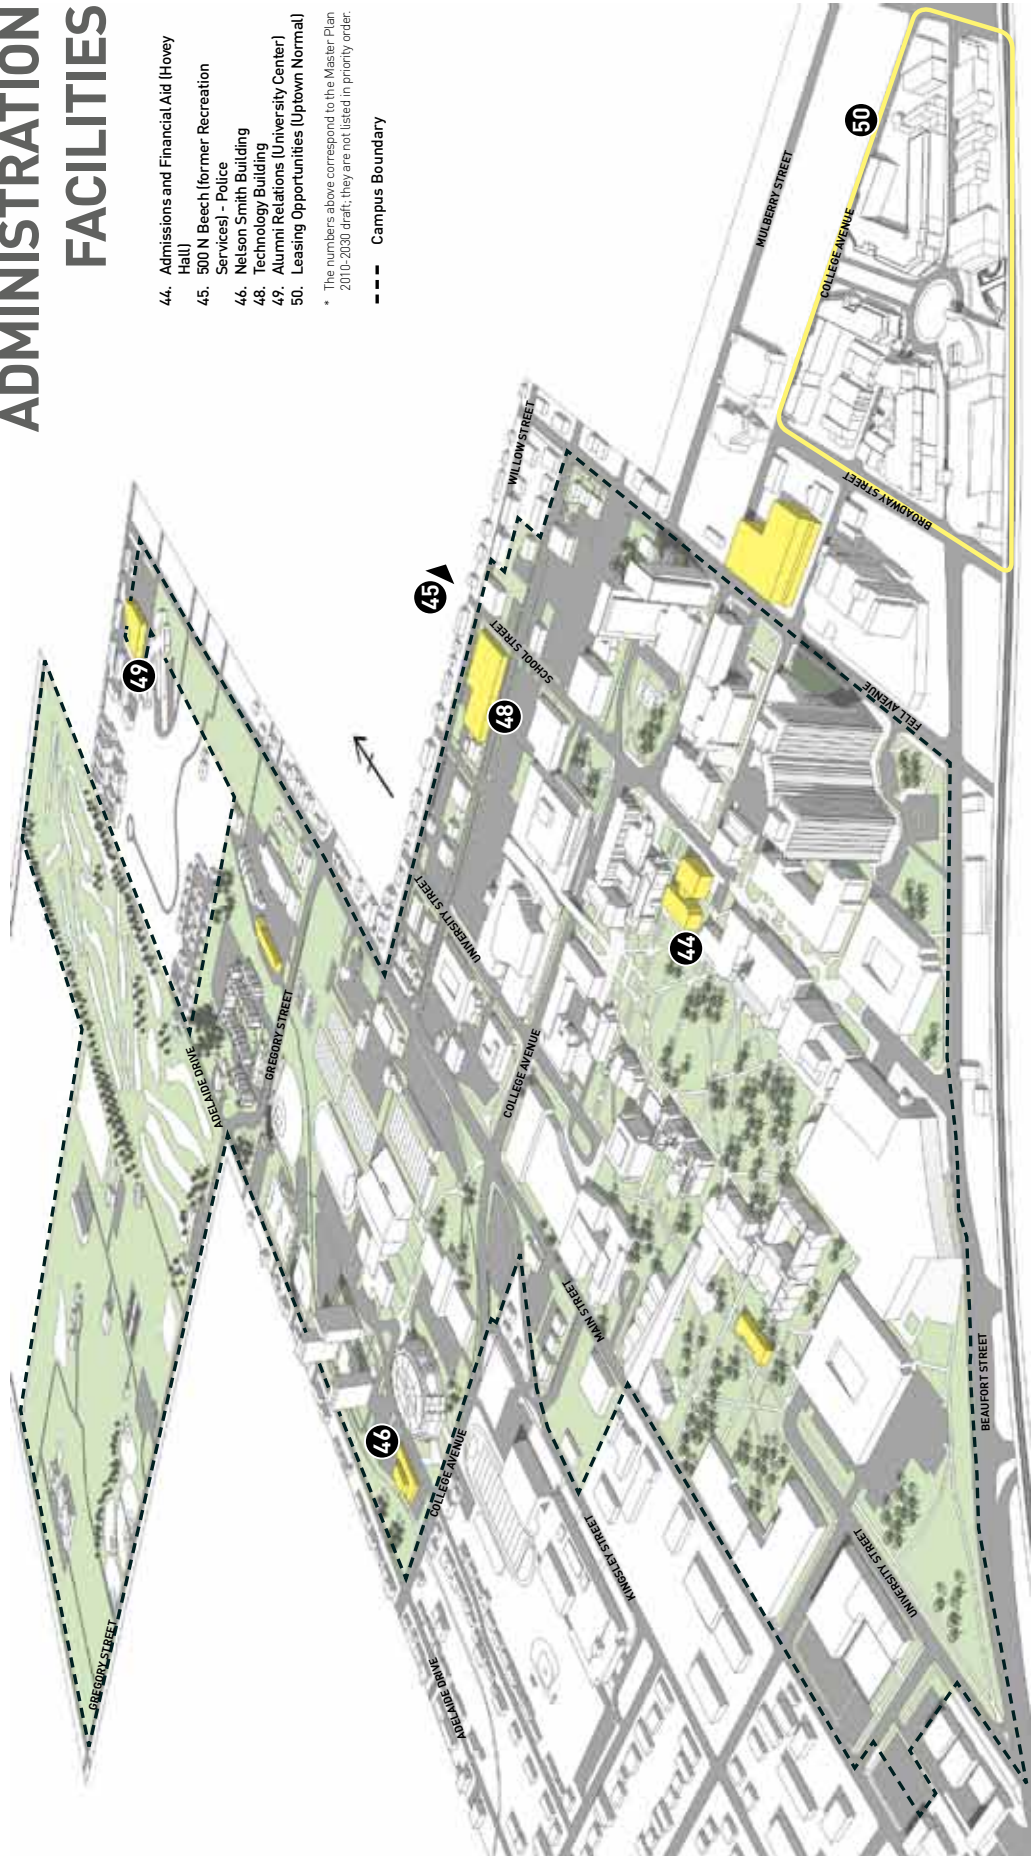 ADMINISTRATION
FACILITIES
44. Admissions and Financial Aid (Hovey
Hall)
45. 500 N Beech (former Recreation
Services) - Police
46. Nelson Smith Building
48. Technology Building
49. Alumni Relations (University Center)
50. Leasing Opportunities (Uptown Normal)
* The numbers above correspond to the Master Plan
2010-2030 draft; they are not listed in priority order.
Campus Boundary
GREGORY STREET
ADELAIDE DRIVE
GREGORY STREET
49
46
COLLEGE AVENUE
ADELAIDE DRIVE
UNIVERSITY STREET
COLLEGE AVENUE
45
WILLOW STREET
48
SCHOOL STREET
MAIN STREET
KINGSLEY STREET
44
MULBERRY STREET
COLLEGE AVENUE
50
BROADWAY STREET
FELL AVENUE
UNIVERSITY STREET
BEAUFORT STREET